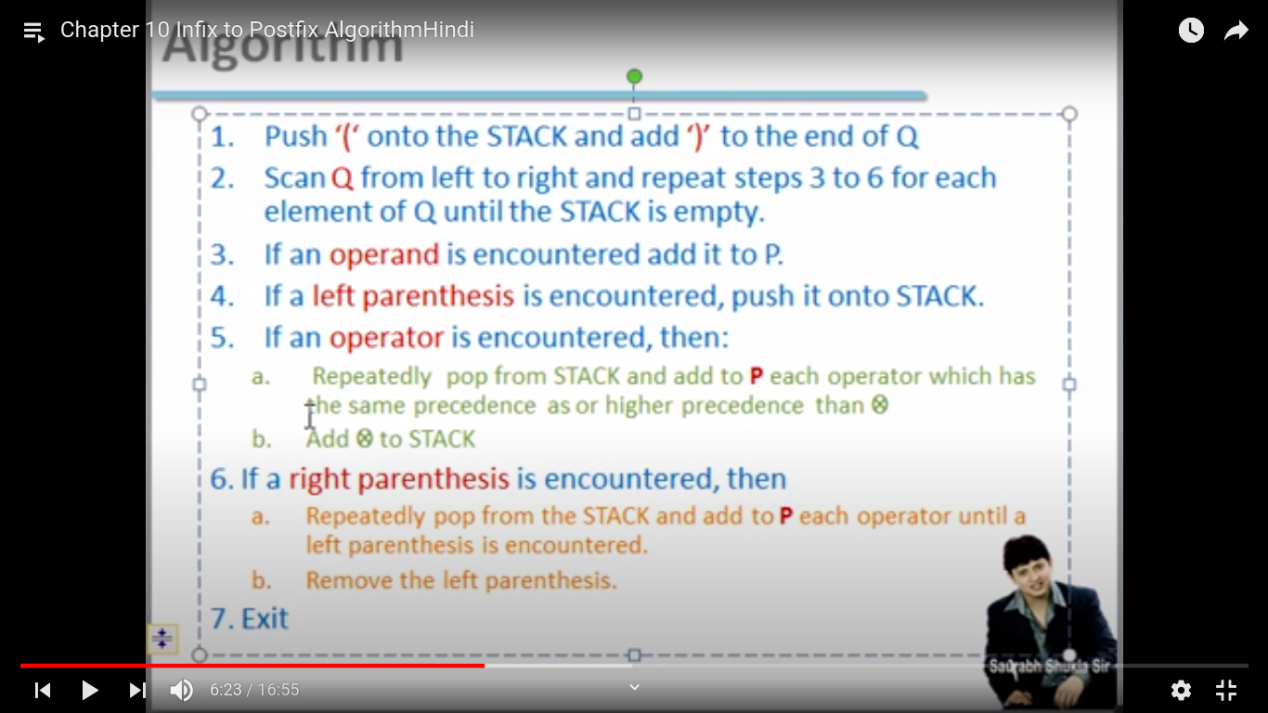 Chapter 10 Infix to Postfix AlgorithmHindi
Algorithm
1. Push ‘(‘ onto the STACK and add ‘)’ to the end of Q
2. Scan Q from left to right and repeat steps 3 to 6 for each
element of Q until the STACK is empty.
3. If an operand is encountered add it to P.
4. If a left parenthesis is encountered, push it onto STACK.
5. If an operator is encountered, then:
a. Repeatedly pop from STACK and add to P each operator which has
the same precedence as or higher precedence than ⊗
b. Add ⊗ to STACK
6. If a right parenthesis is encountered, then
a. Repeatedly pop from the STACK and add to P each operator until a
left parenthesis is encountered.
b. Remove the left parenthesis.
7. Exit
Saurabh Shukla Sir
6:23 / 16:55